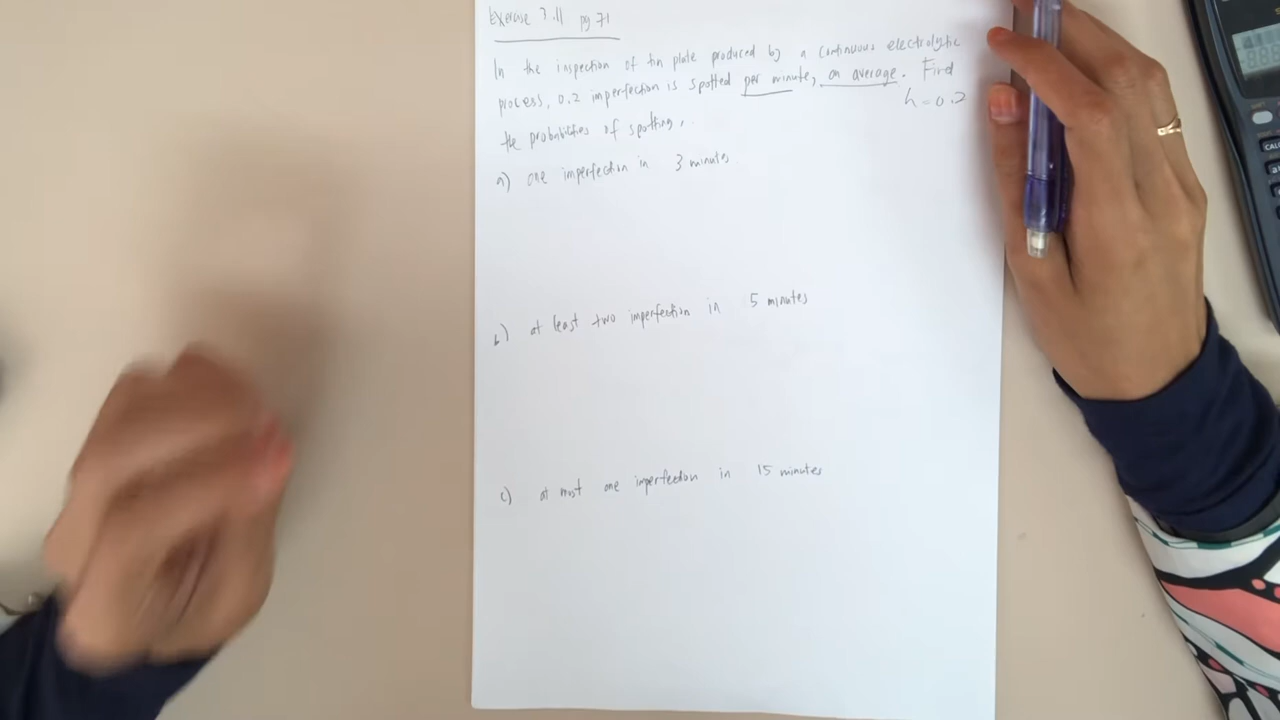 Exercise 7.11 pg 71
In the inspection of tin plate produced by a continuous electrolytic
process, 0.2 imperfection is spotted per minute, on average. Find
λ = 0.2
the probabilities of spotting,
a) one imperfection in 3 minutes
b) at least two imperfection in 5 minutes
c) at most one imperfection in 15 minutes